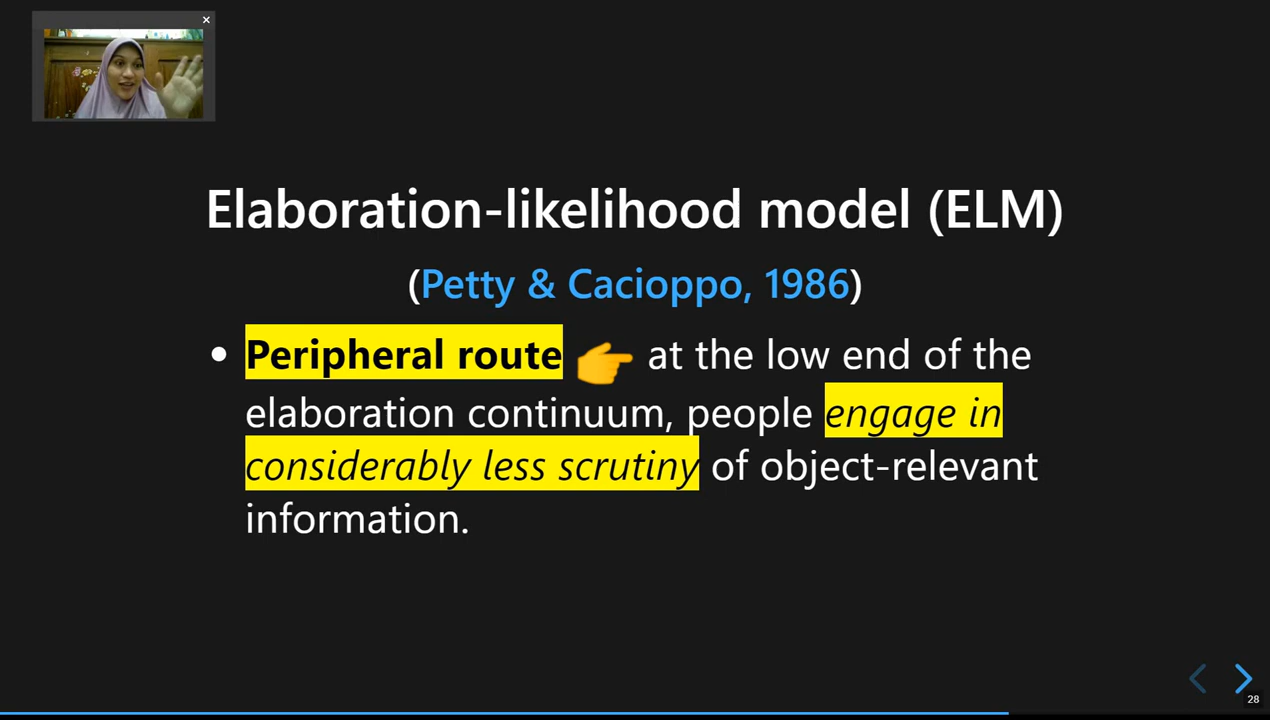 ×
Elaboration-likelihood model (ELM)
(Petty & Cacioppo, 1986)
• Peripheral route 👉 at the low end of the
elaboration continuum, people engage in
considerably less scrutiny of object-relevant
information.
28